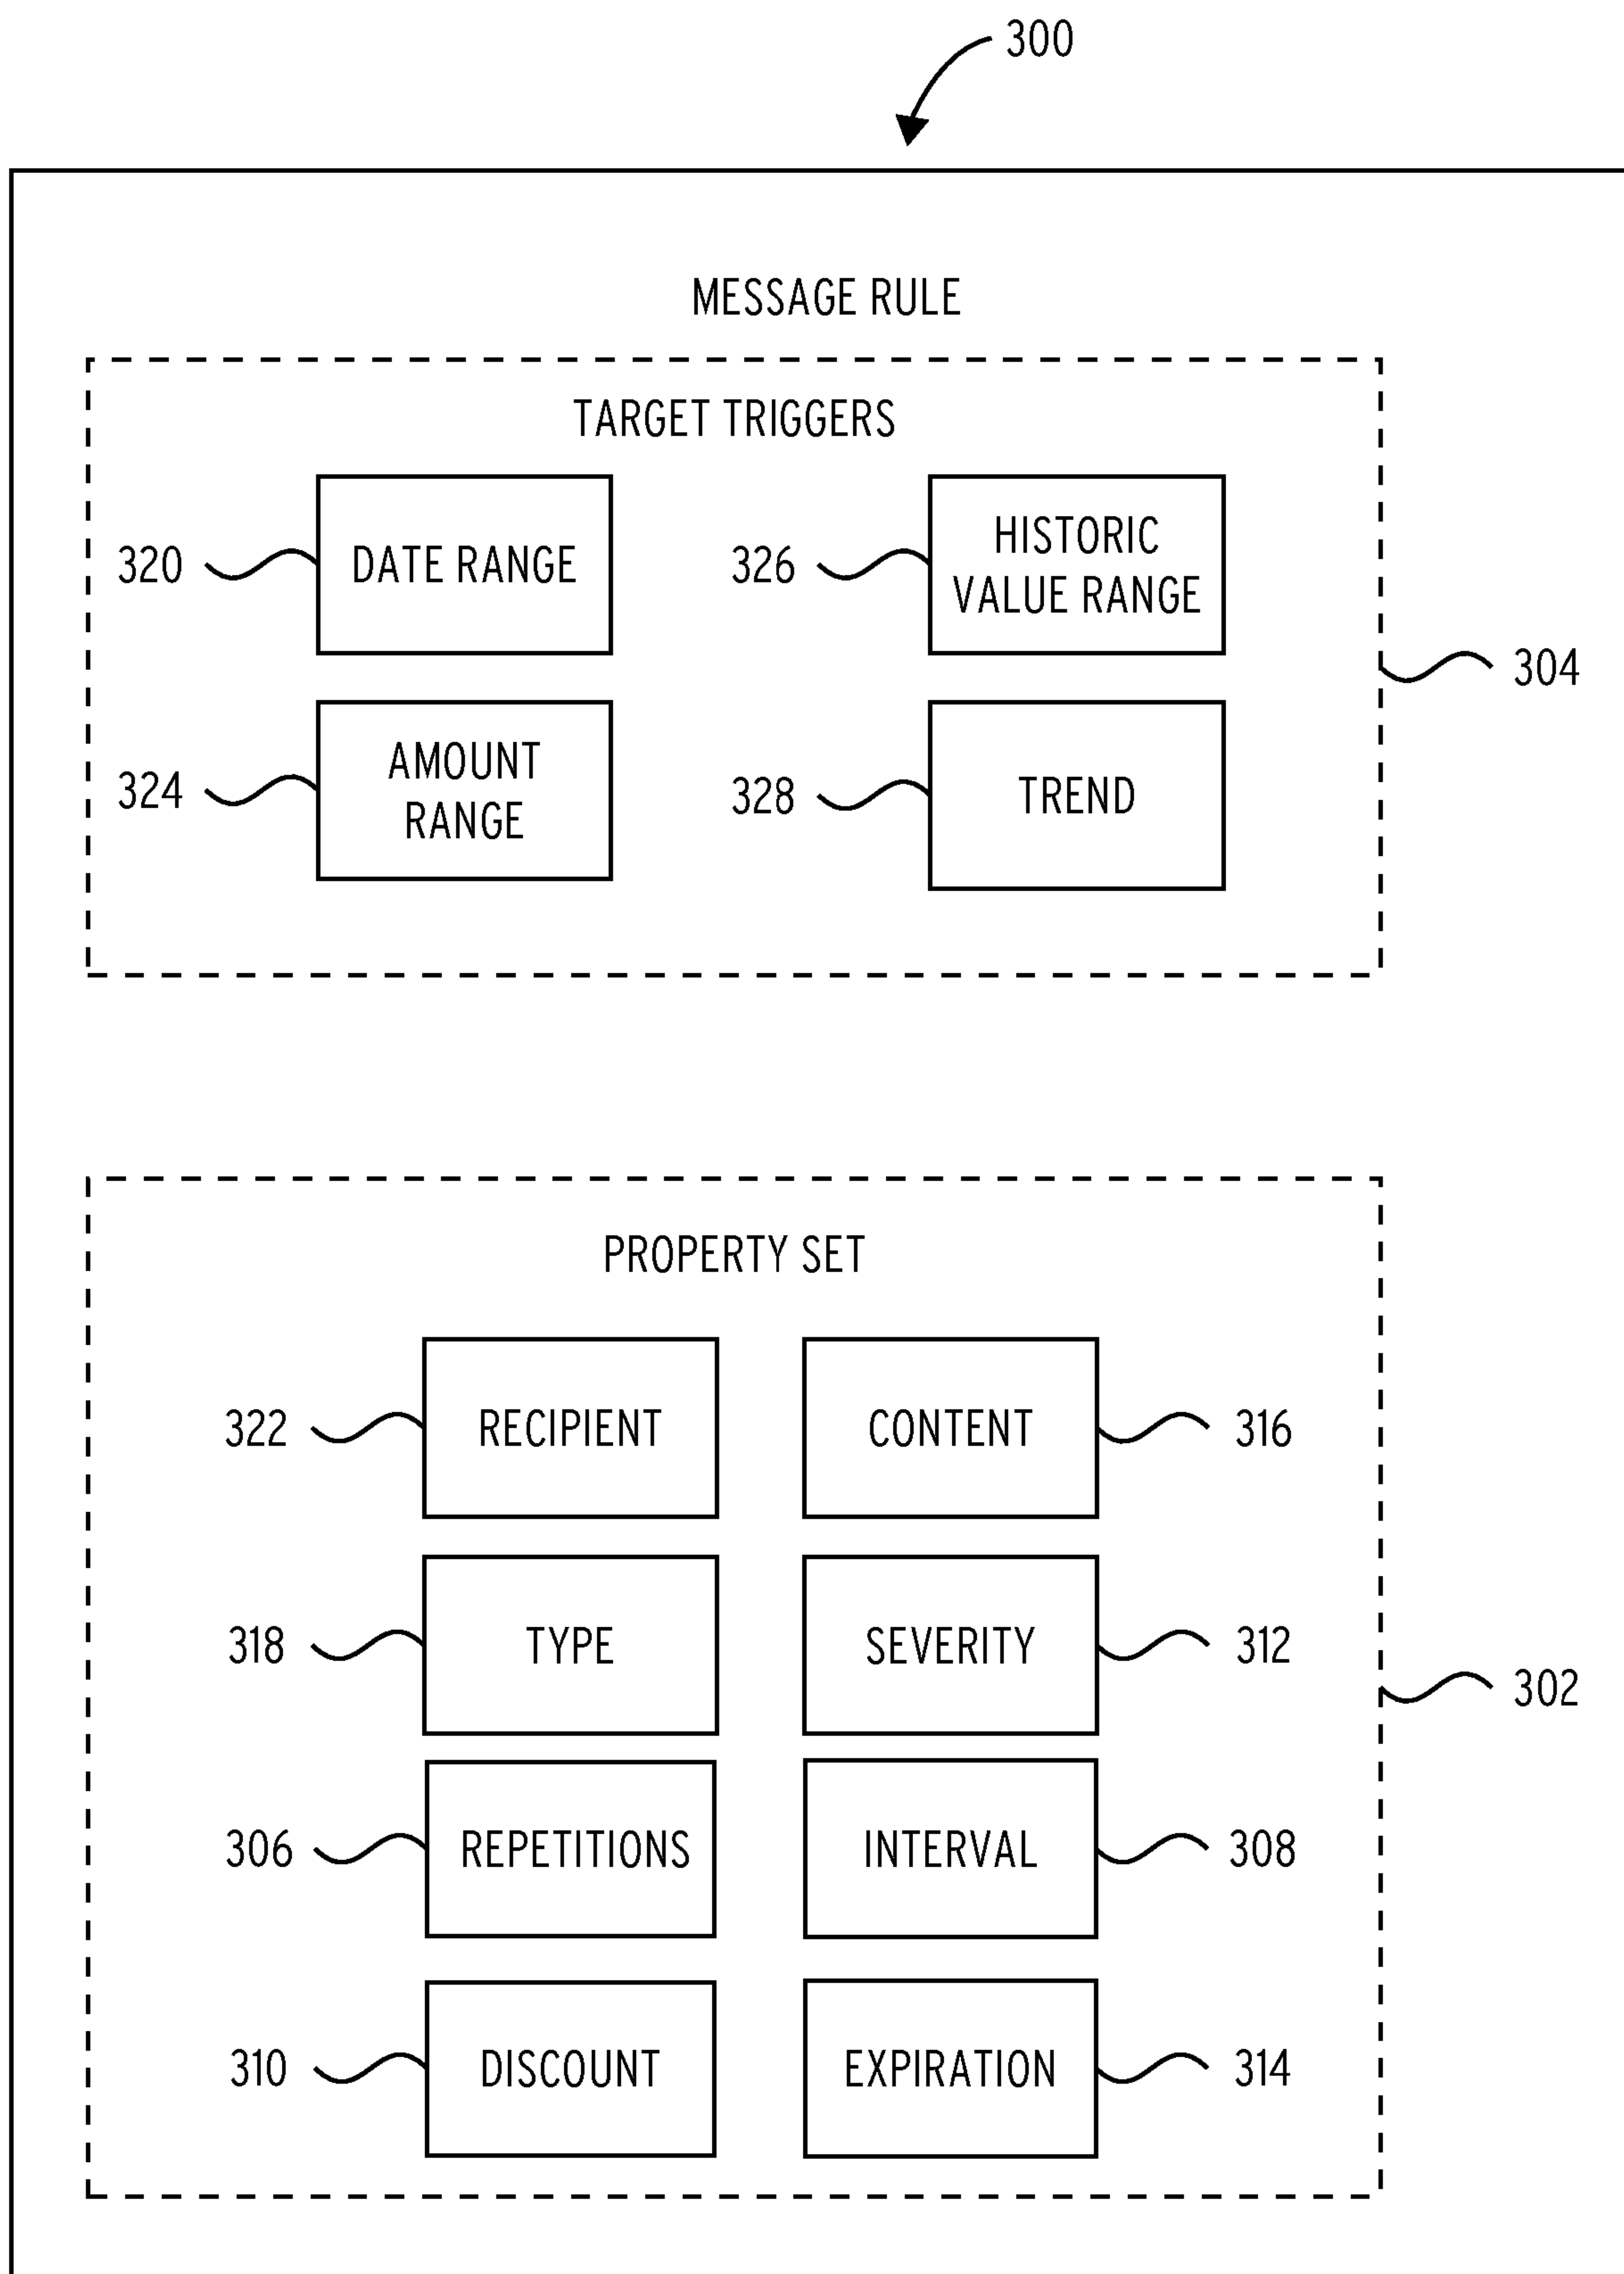 300
MESSAGE RULE
TARGET TRIGGERS
320
DATE RANGE
326
HISTORIC
VALUE RANGE
304
324
AMOUNT
RANGE
328
TREND
PROPERTY SET
322
RECIPIENT
CONTENT
316
318
TYPE
SEVERITY
312
302
306
REPETITIONS
INTERVAL
308
310
DISCOUNT
EXPIRATION
314